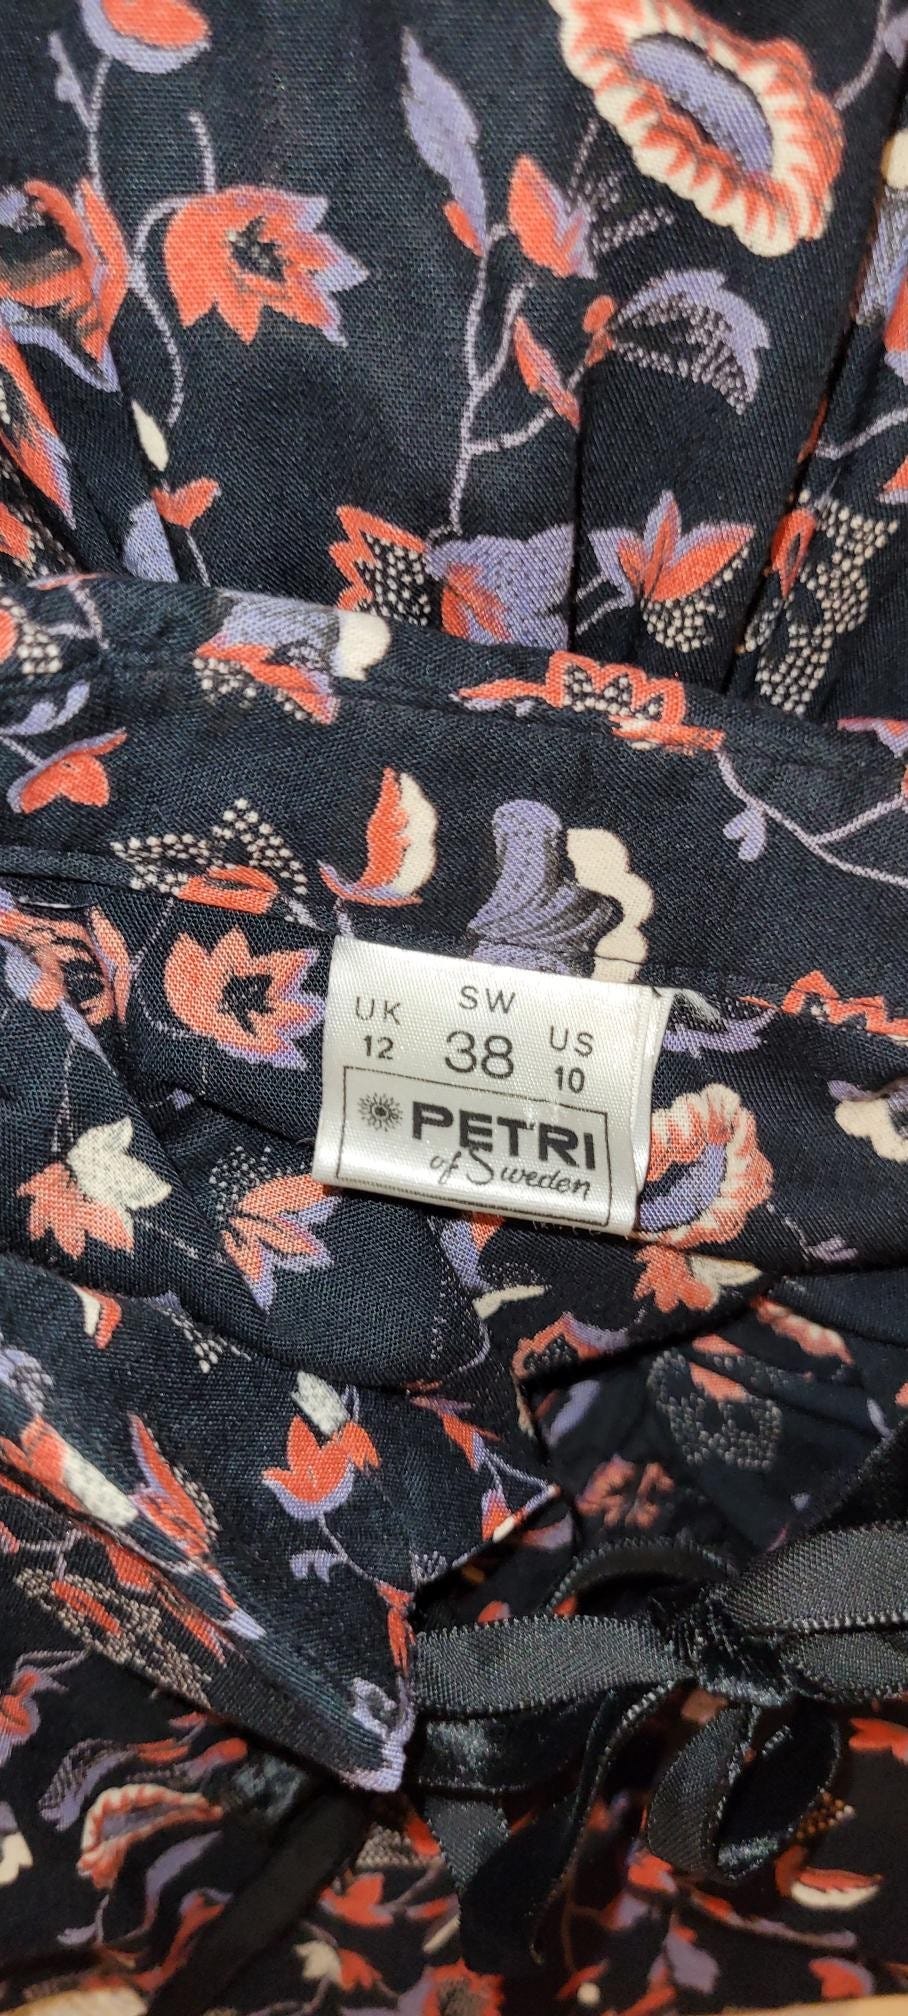 UK SW US
12 38 10
PETRI
of Sweden